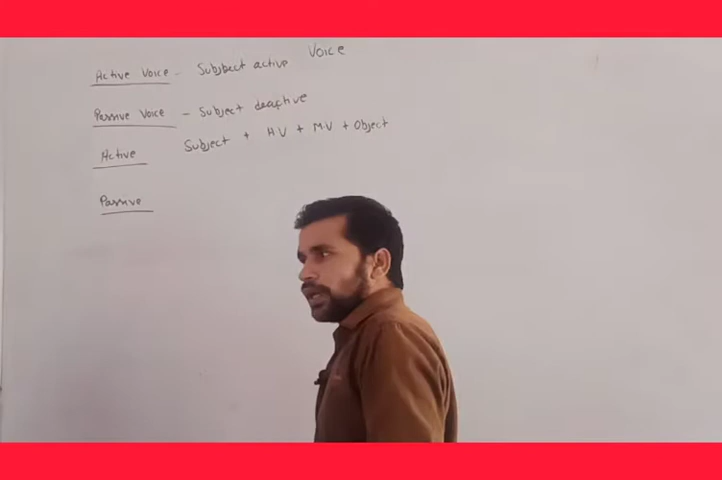 Voice
Active Voice - Subject active
Passive Voice - Subject deactive
Active Subject + H.V + M.V + Object
Passive